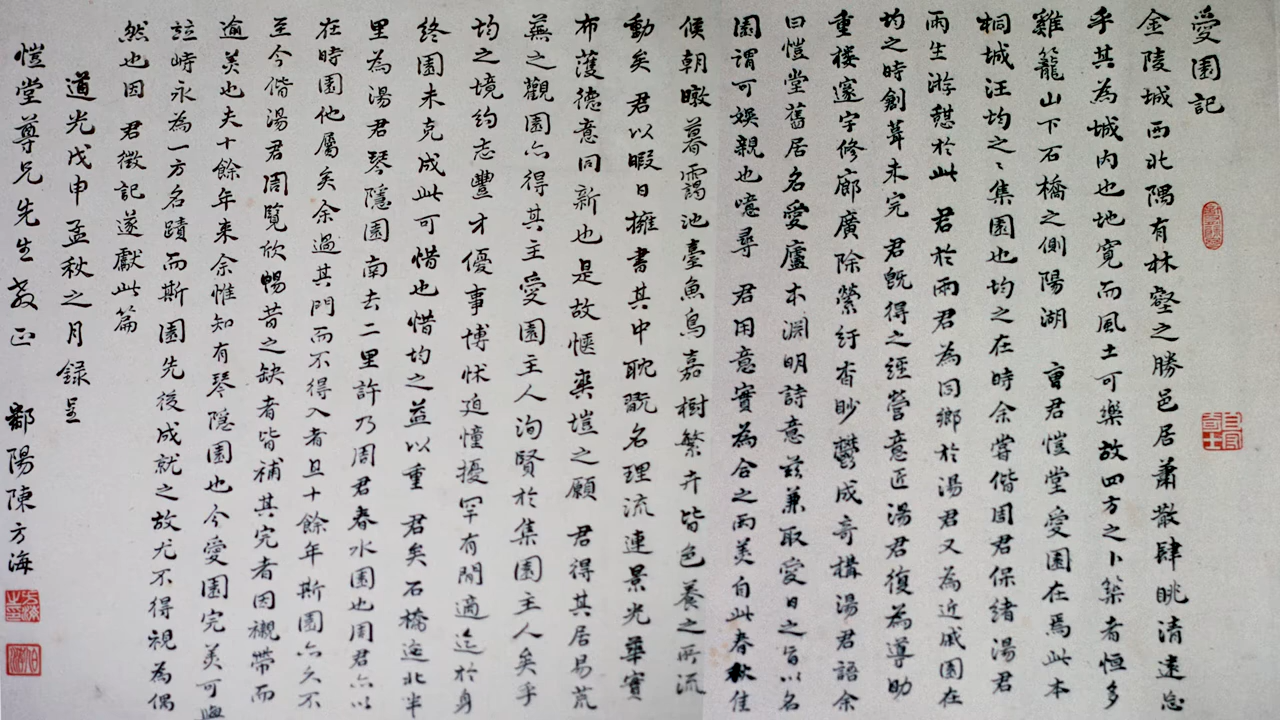 愛園記
金陵城西北隅有林壑之勝邑居蕭散肆眺清遠忘
乎其為城內也地寬而風土可樂故四方之卜築者恒多
雞籠山下石橋之側陽湖 君愷堂愛園在焉此本
桐城汪均之〻集園也均之在時余嘗偕周君保緒湯君
雨生游憩於此 君於兩君為同鄉於湯君又為近戚園在
均之時創葺未完 君既得之經營意匠湯君復為導助
重樓邃宇修廊廣除縈紆杳眇鬱成奇構湯君語余
曰愷堂舊居名愛廬本淵明詩意茲兼取愛日之旨以名
園謂可娛親也噫尋 君用意實為合之兩美自此春秋佳
候朝暾暮靄池臺魚鳥嘉樹繁卉皆色養之所流
動矣 君以暇日擁書其中耽翫名理流連景光華實
布濩德意同新也是故愜奕塏之願 君得其居易荒
蕪之觀園亦得其主愛園主人洵賢於集園主人矣乎
均之境約志豐才優事博怵迫憧擾罕有閒適迄於身
終園未克成此可惜也惜均之益以重 君矣石橋迤北半
里為湯君琴隱園南去二里許乃周君春水園也周君亦以
在時園他屬矣余過其門而不得入者且十餘年斯園亦久不
至今偕湯君周覽欣暢昔之缺者皆補其完者因襯帶而
逾美也夫十餘年來余惟知有琴隱園也今愛園完美可與
竝峙永為一方名蹟而斯園先後成就之故尤不得視為偶
然也因 君徵記遂獻此篇
道光戊申孟秋之月錄呈
愷堂尊兄先生教正 鄱陽陳方海